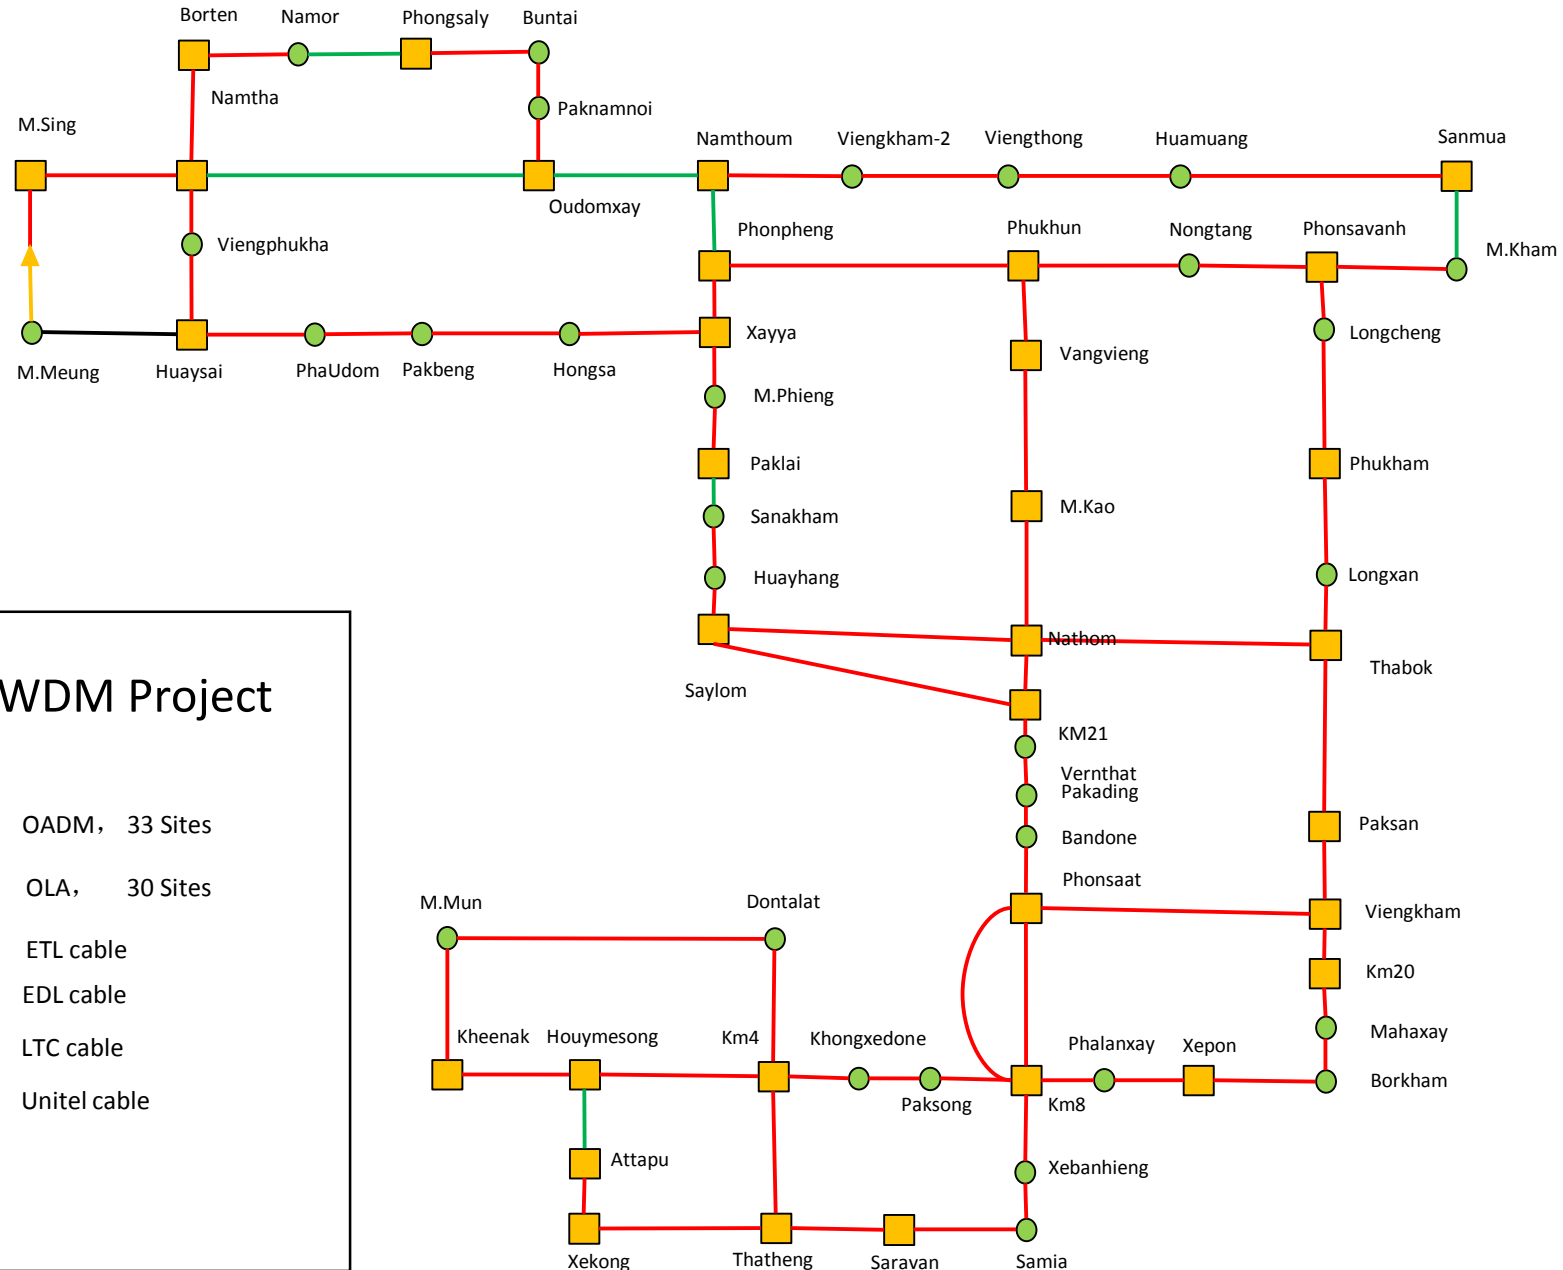 Borten
Namor
Phongsaly
Buntai
Namtha
Paknamnoi
M.Sing
Namthoum
Viengkham-2
Viengthong
Huamuang
Sanmua
Oudomxay
Viengphukha
Phonpheng
Phukhun
Nongtang
Phonsavanh
M.Kham
Xayya
Vangvieng
Longcheng
M.Meung
Huaysai
PhaUdom
Pakbeng
Hongsa
M.Phieng
Paklai
Phukham
Sanakham
M.Kao
Huayhang
Longxan
Nathom
Thabok
Saylom
KM21
Vernthat
Pakading
Bandone
Paksan
Phonsaat
Viengkham
M.Mun
Dontalat
Km20
Mahaxay
Kheenak
Houymesong
Km4
Khongxedone
Phalanxay
Xepon
Borkham
Paksong
Km8
Attapu
Xebanhieng
Xekong
Thatheng
Saravan
Samia
WDM Project
OADM, 33 Sites
OLA, 30 Sites
ETL cable
EDL cable
LTC cable
Unitel cable